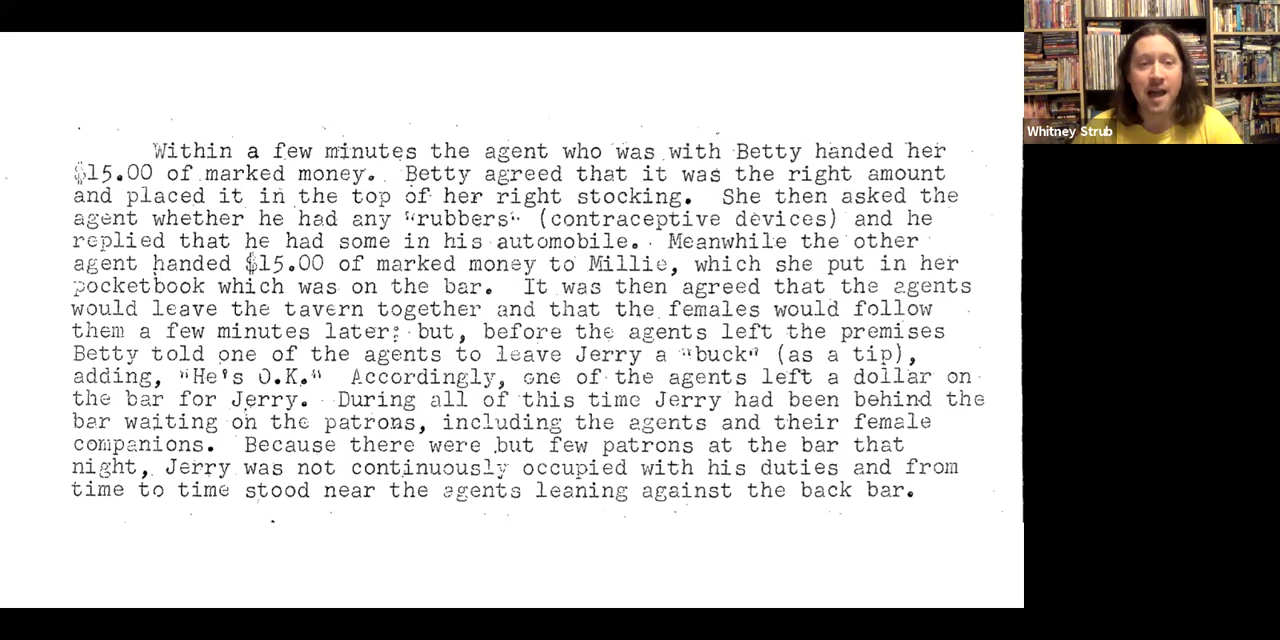 Within a few minutes the agent who was with Betty handed her
$15.00 of marked money. Betty agreed that it was the right amount
and placed it in the top of her right stocking. She then asked the
agent whether he had any "rubbers" (contraceptive devices) and he
replied that he had some in his automobile. Meanwhile the other
agent handed $15.00 of marked money to Millie, which she put in her
pocketbook which was on the bar. It was then agreed that the agents
would leave the tavern together and that the females would follow
them a few minutes later; but, before the agents left the premises
Betty told one of the agents to leave Jerry a "buck" (as a tip),
adding, "He's O.K." Accordingly, one of the agents left a dollar on
the bar for Jerry. During all of this time Jerry had been behind the
bar waiting on the patrons, including the agents and their female
companions. Because there were but few patrons at the bar that
night, Jerry was not continuously occupied with his duties and from
time to time stood near the agents leaning against the back bar.
Whitney Strub